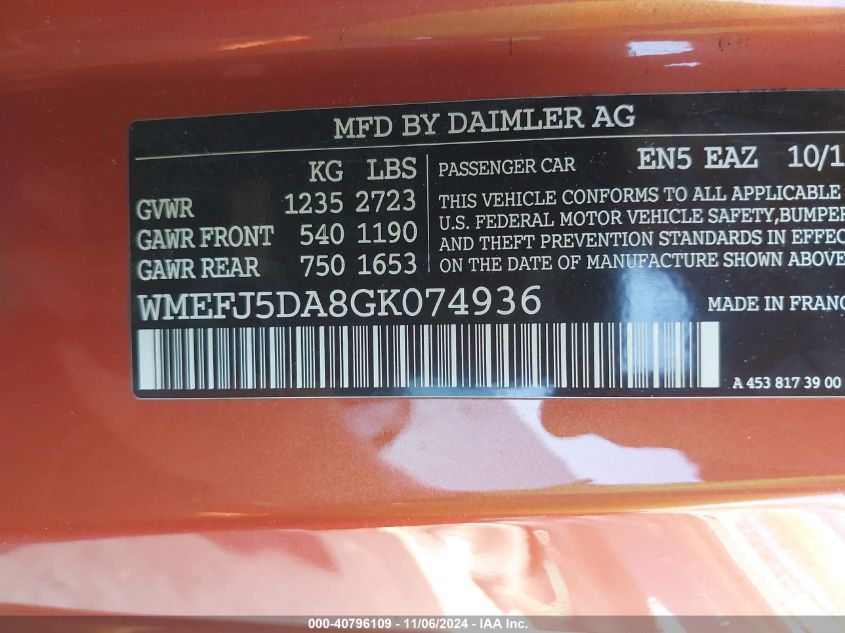 MFD BY DAIMLER AG
KG LBS
GVWR 1235 2723
GAWR FRONT 540 1190
GAWR REAR 750 1653
PASSENGER CAR EN5 EAZ 10/1
THIS VEHICLE CONFORMS TO ALL APPLICABLE
U.S. FEDERAL MOTOR VEHICLE SAFETY,BUMPER
AND THEFT PREVENTION STANDARDS IN EFFEC
ON THE DATE OF MANUFACTURE SHOWN ABOVE
WMEFJ5DA8GK074936 MADE IN FRANC
A 453 817 39 00
000-40796109 - 11/06/2024 - IAA Inc.